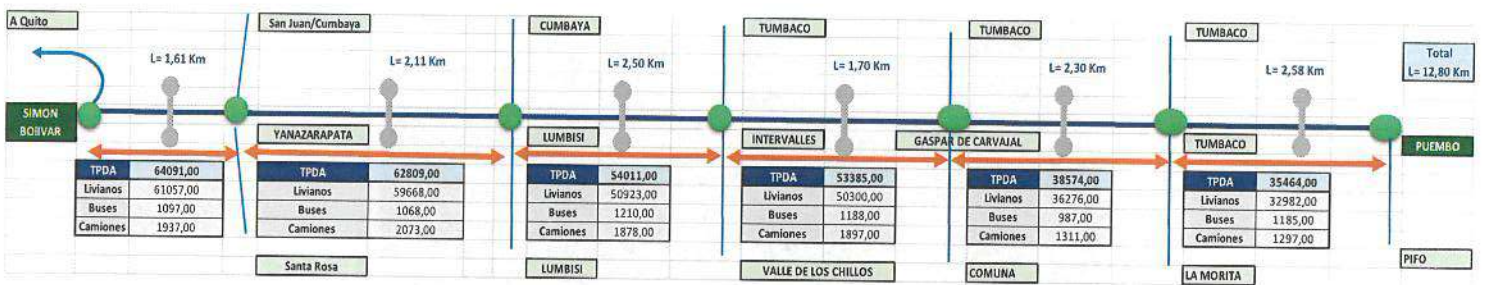 A Quito
San Juan/Cumbaya
CUMBAYA
TUMBACO
TUMBACO
TUMBACO
L= 1,61 Km
L= 2,11 Km
L= 2,50 Km
L= 1,70 Km
L= 2,30 Km
L= 2,58 Km
Total
L= 12,80 Km
SIMON
BOlIVAR
YANAZARAPATA
LUMBISI
INTERVALLES
GASPAR DE CARVAJAL
TUMBACO
PUEMBO
TPDA 64091,00
Livianos 61057,00
Buses 1097,00
Camiones 1937,00
TPDA 62809,00
Livianos 59668,00
Buses 1068,00
Camiones 2073,00
TPDA 54011,00
Livianos 50923,00
Buses 1210,00
Camiones 1878,00
TPDA 53385,00
Livianos 50300,00
Buses 1188,00
Camiones 1897,00
TPDA 38574,00
Livianos 36276,00
Buses 987,00
Camiones 1311,00
TPDA 35464,00
Livianos 32982,00
Buses 1185,00
Camiones 1297,00
Santa Rosa
LUMBISI
VALLE DE LOS CHILLOS
COMUNA
LA MORITA
PIFO